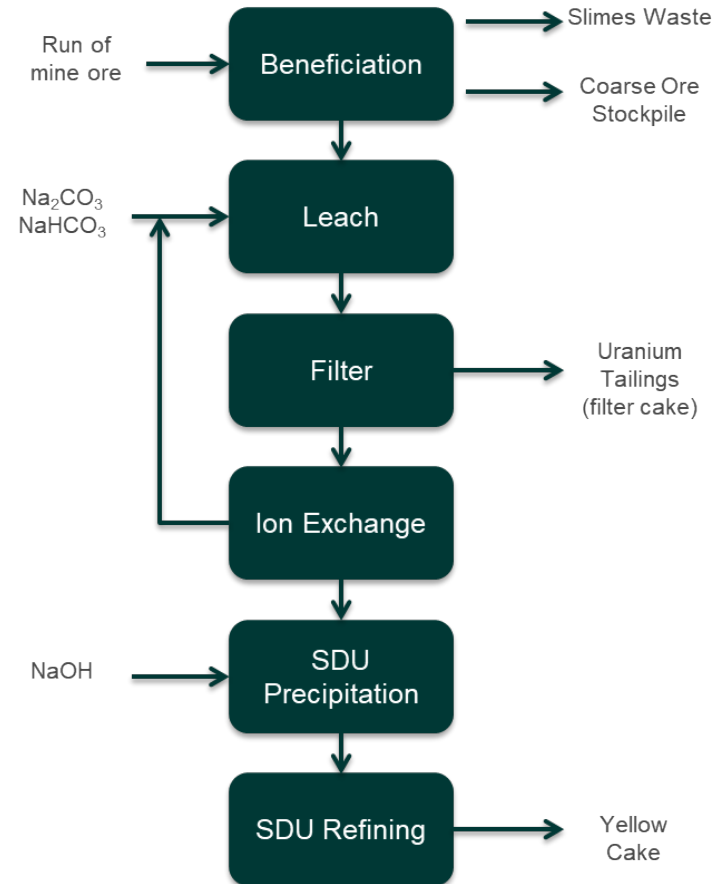 Slimes Waste
Run of
mine ore
Beneficiation
Coarse Ore
Stockpile
Na₂CO₃
NaHCO₃
Leach
Filter
Uranium
Tailings
(filter cake)
Ion Exchange
NaOH
SDU
Precipitation
SDU Refining
Yellow
Cake